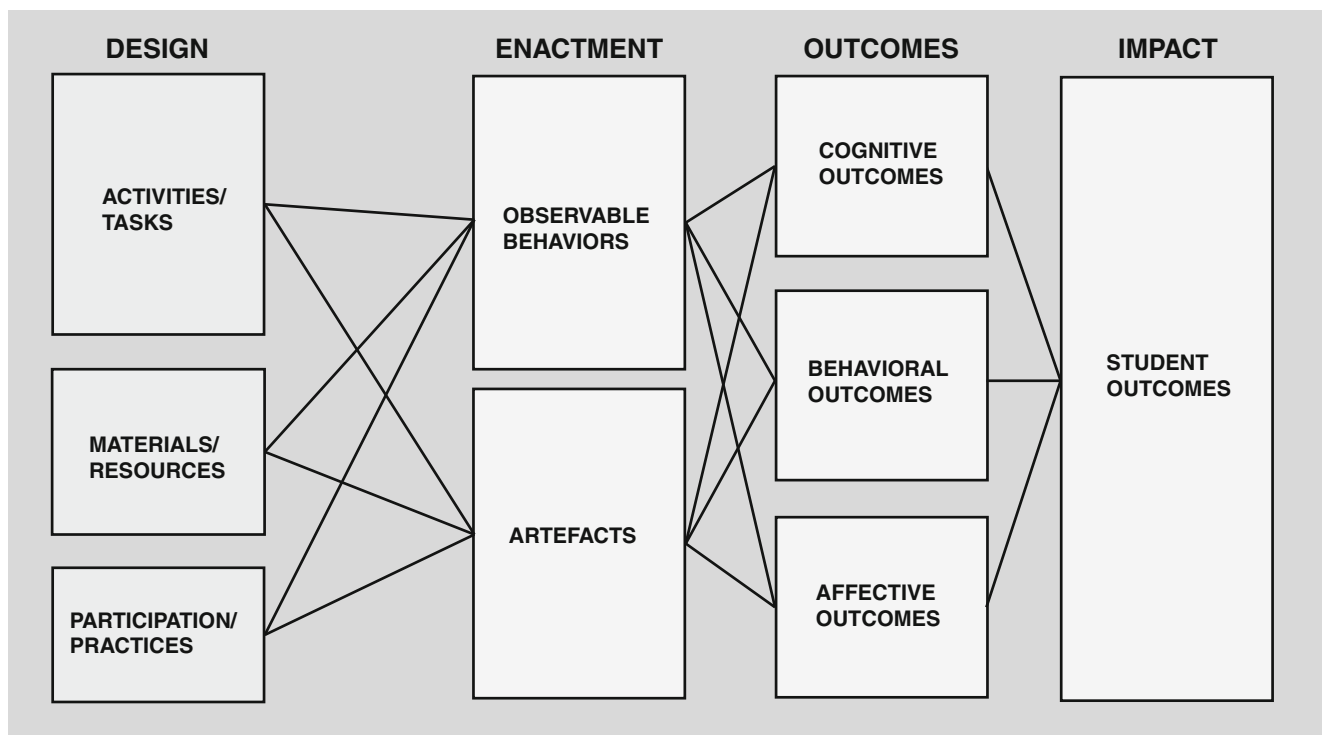 DESIGN
ACTIVITIES/
TASKS
MATERIALS/
RESOURCES
PARTICIPATION/
PRACTICES
ENACTMENT
OBSERVABLE
BEHAVIORS
ARTEFACTS
OUTCOMES
COGNITIVE
OUTCOMES
BEHAVIORAL
OUTCOMES
AFFECTIVE
OUTCOMES
IMPACT
STUDENT
OUTCOMES